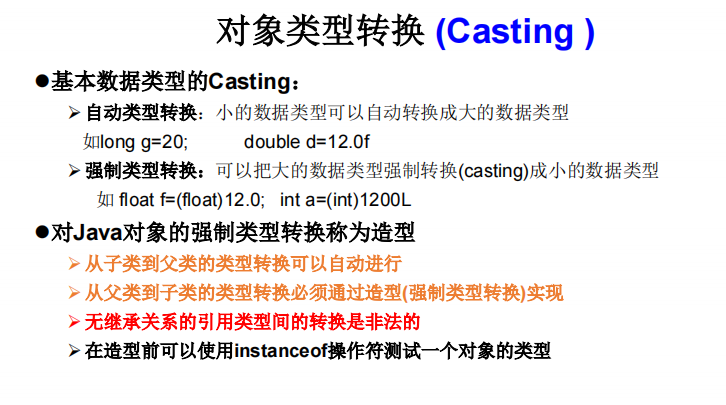 对象类型转换 (Casting )
●基本数据类型的Casting：
➢自动类型转换：小的数据类型可以自动转换成大的数据类型
如long g=20; double d=12.0f
➢强制类型转换：可以把大的数据类型强制转换(casting)成小的数据类型
如 float f=(float)12.0; int a=(int)1200L
●对Java对象的强制类型转换称为造型
➢从子类到父类的类型转换可以自动进行
➢从父类到子类的类型转换必须通过造型(强制类型转换)实现
➢无继承关系的引用类型间的转换是非法的
➢在造型前可以使用instanceof操作符测试一个对象的类型